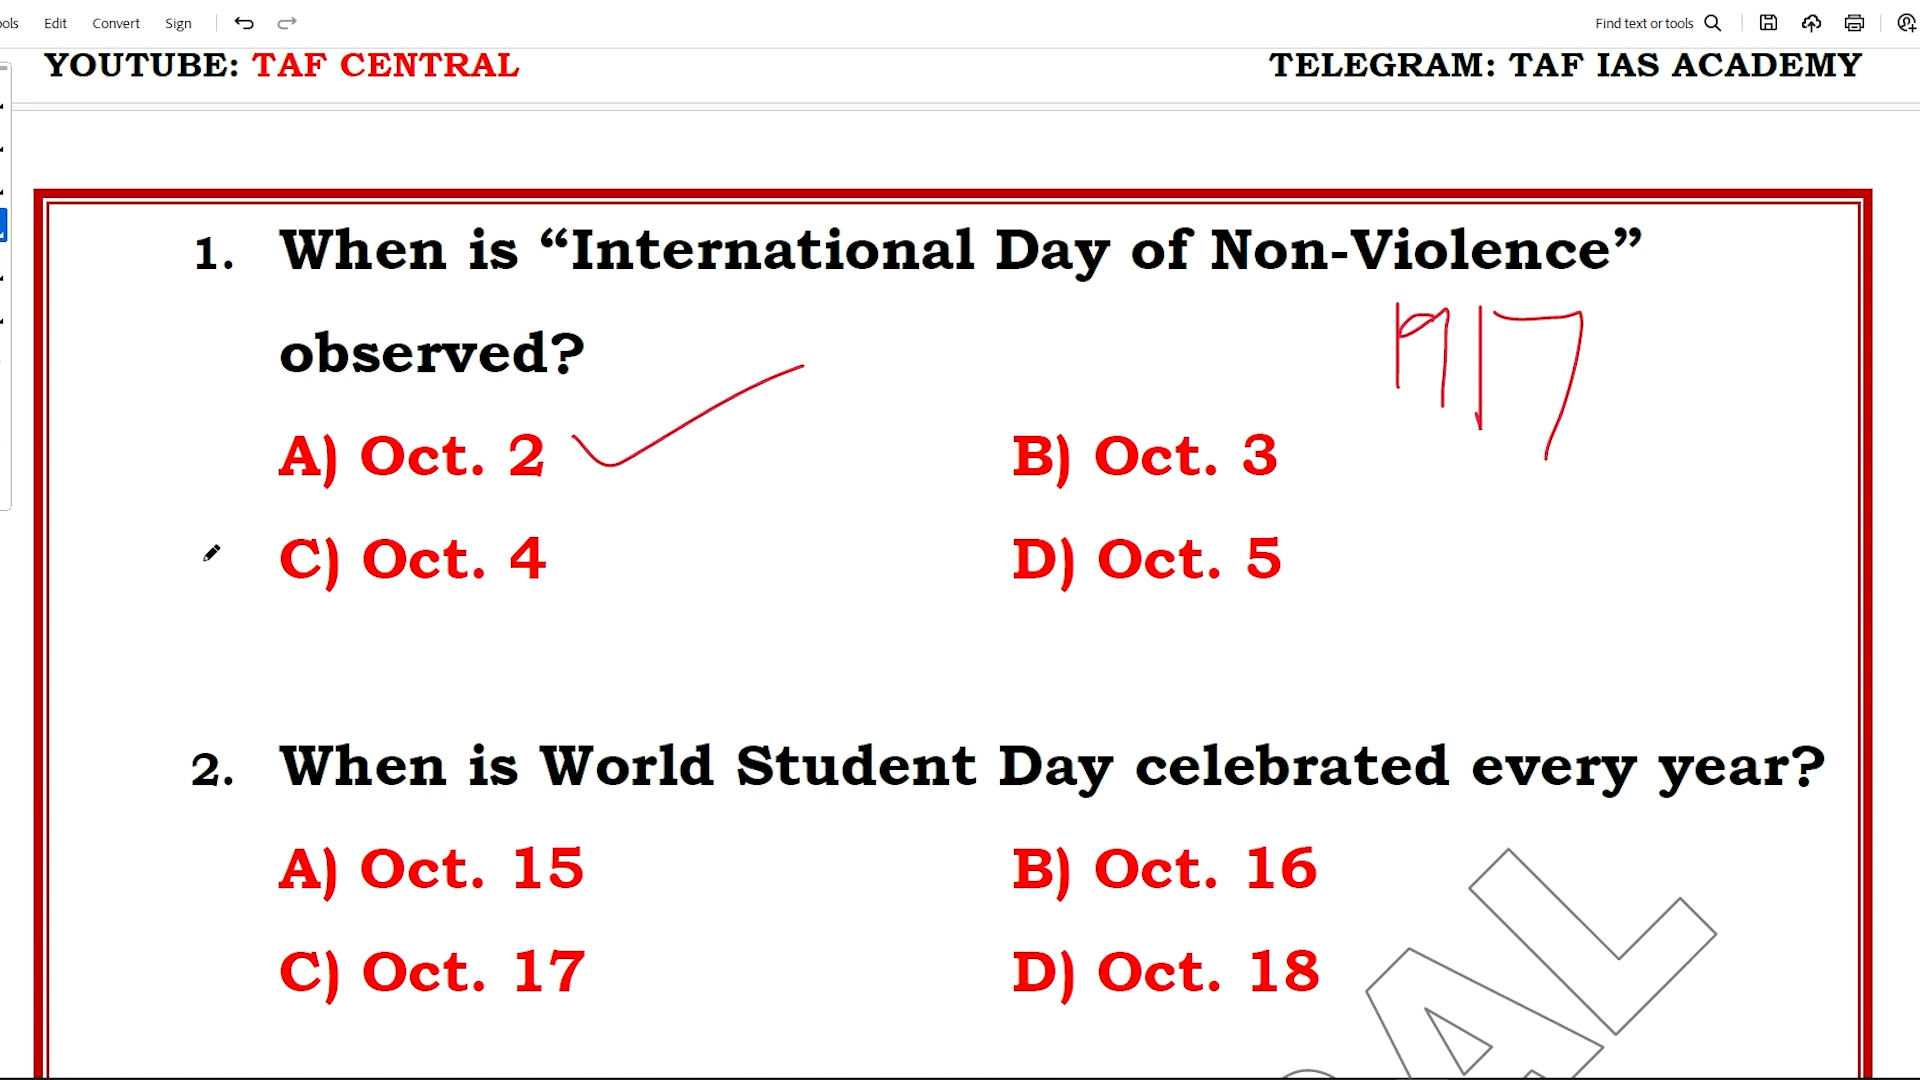 Edit Convert Sign Find text or tools
YOUTUBE: TAF CENTRAL TELEGRAM: TAF IAS ACADEMY
1. When is “International Day of Non-Violence”
observed?
1917
A) Oct. 2 B) Oct. 3
C) Oct. 4 D) Oct. 5
2. When is World Student Day celebrated every year?
A) Oct. 15 B) Oct. 16
C) Oct. 17 D) Oct. 18